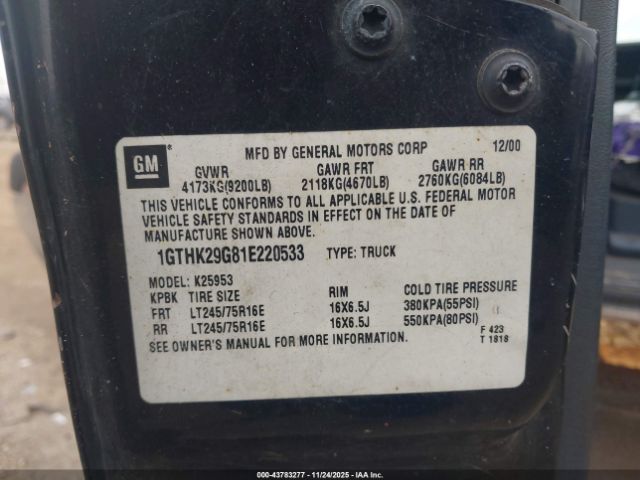 GM
MFD BY GENERAL MOTORS CORP 12/00
GVWR GAWR FRT GAWR RR
4173KG(9200LB) 2118KG(4670LB) 2760KG(6084LB)
THIS VEHICLE CONFORMS TO ALL APPLICABLE U.S. FEDERAL MOTOR
VEHICLE SAFETY STANDARDS IN EFFECT ON THE DATE OF
MANUFACTURE SHOWN ABOVE.
1GTHK29G81E220533 TYPE: TRUCK
MODEL: K25953
KPBK TIRE SIZE RIM COLD TIRE PRESSURE
FRT LT245/75R16E 16X6.5J 380KPA(55PSI)
RR LT245/75R16E 16X6.5J 550KPA(80PSI)
SEE OWNER'S MANUAL FOR MORE INFORMATION.
F 423
T 1818
000-43783277 - 11/24/2025 - IAA, Inc.